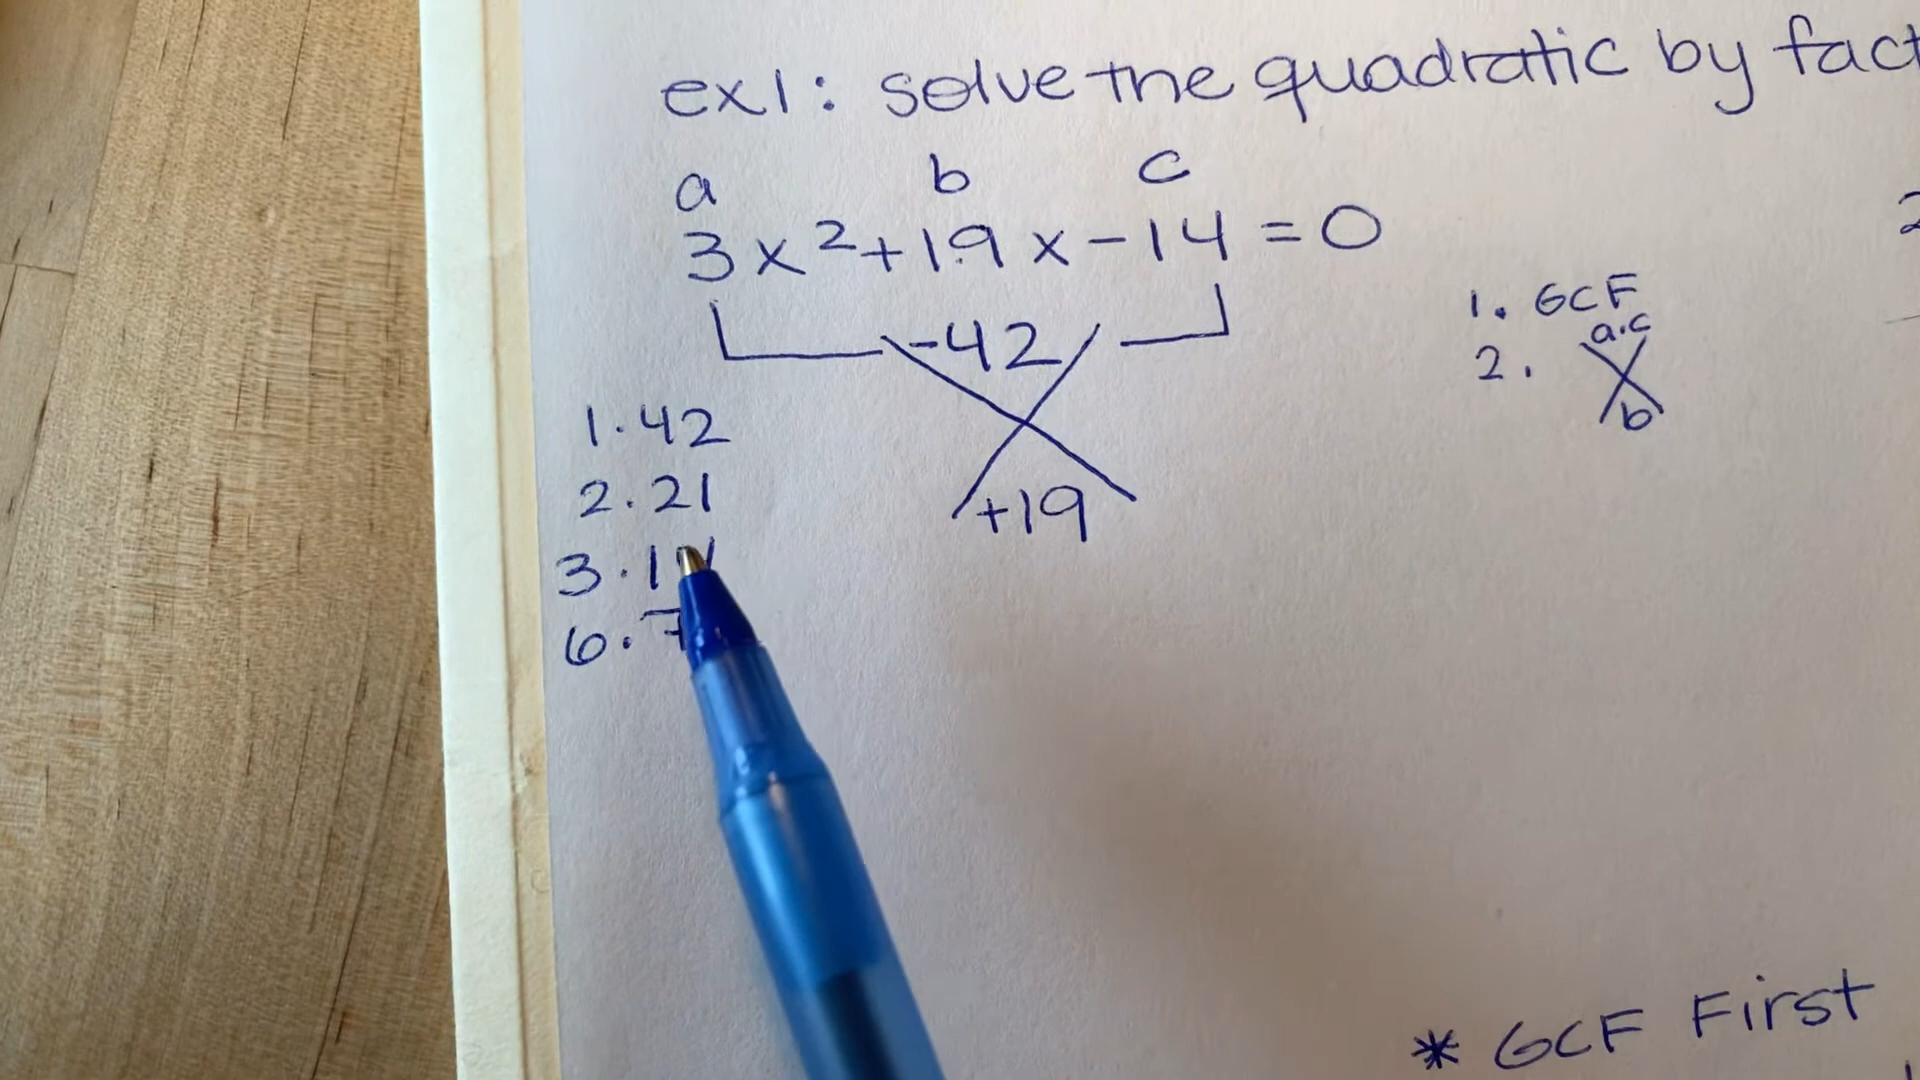 ex1: solve the quadratic by fact
a b c
3x²+19x-14=0
-42
+19
1.42
2.21
3.1
6.7
1. GCF
2. a.c
b
* GCF First